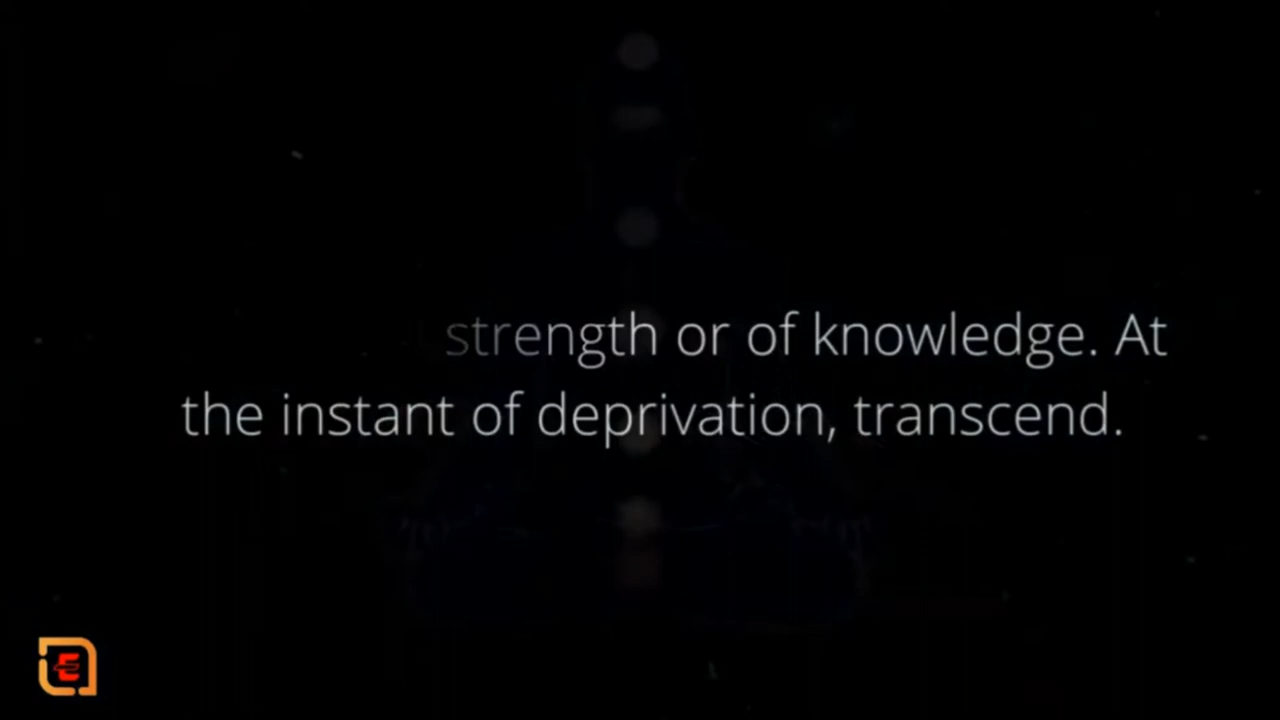 strength or of knowledge. At
the instant of deprivation, transcend.
E